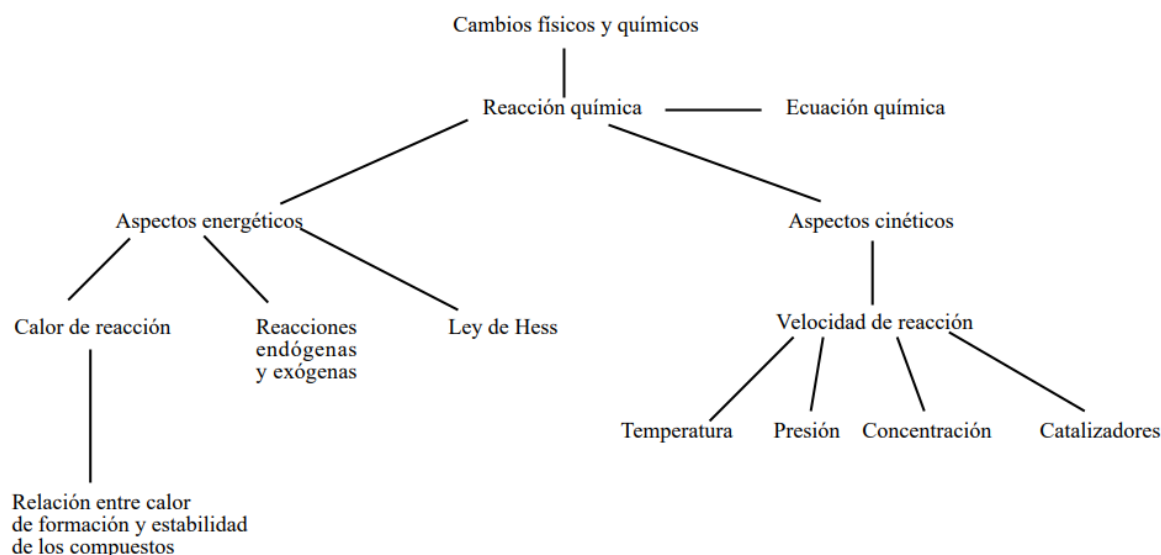 Cambios físicos y químicos
Reacción química
Ecuación química
Aspectos energéticos
Aspectos cinéticos
Calor de reacción
Reacciones
endógenas
y exógenas
Ley de Hess
Velocidad de reacción
Temperatura
Presión
Concentración
Catalizadores
Relación entre calor
de formación y estabilidad
de los compuestos